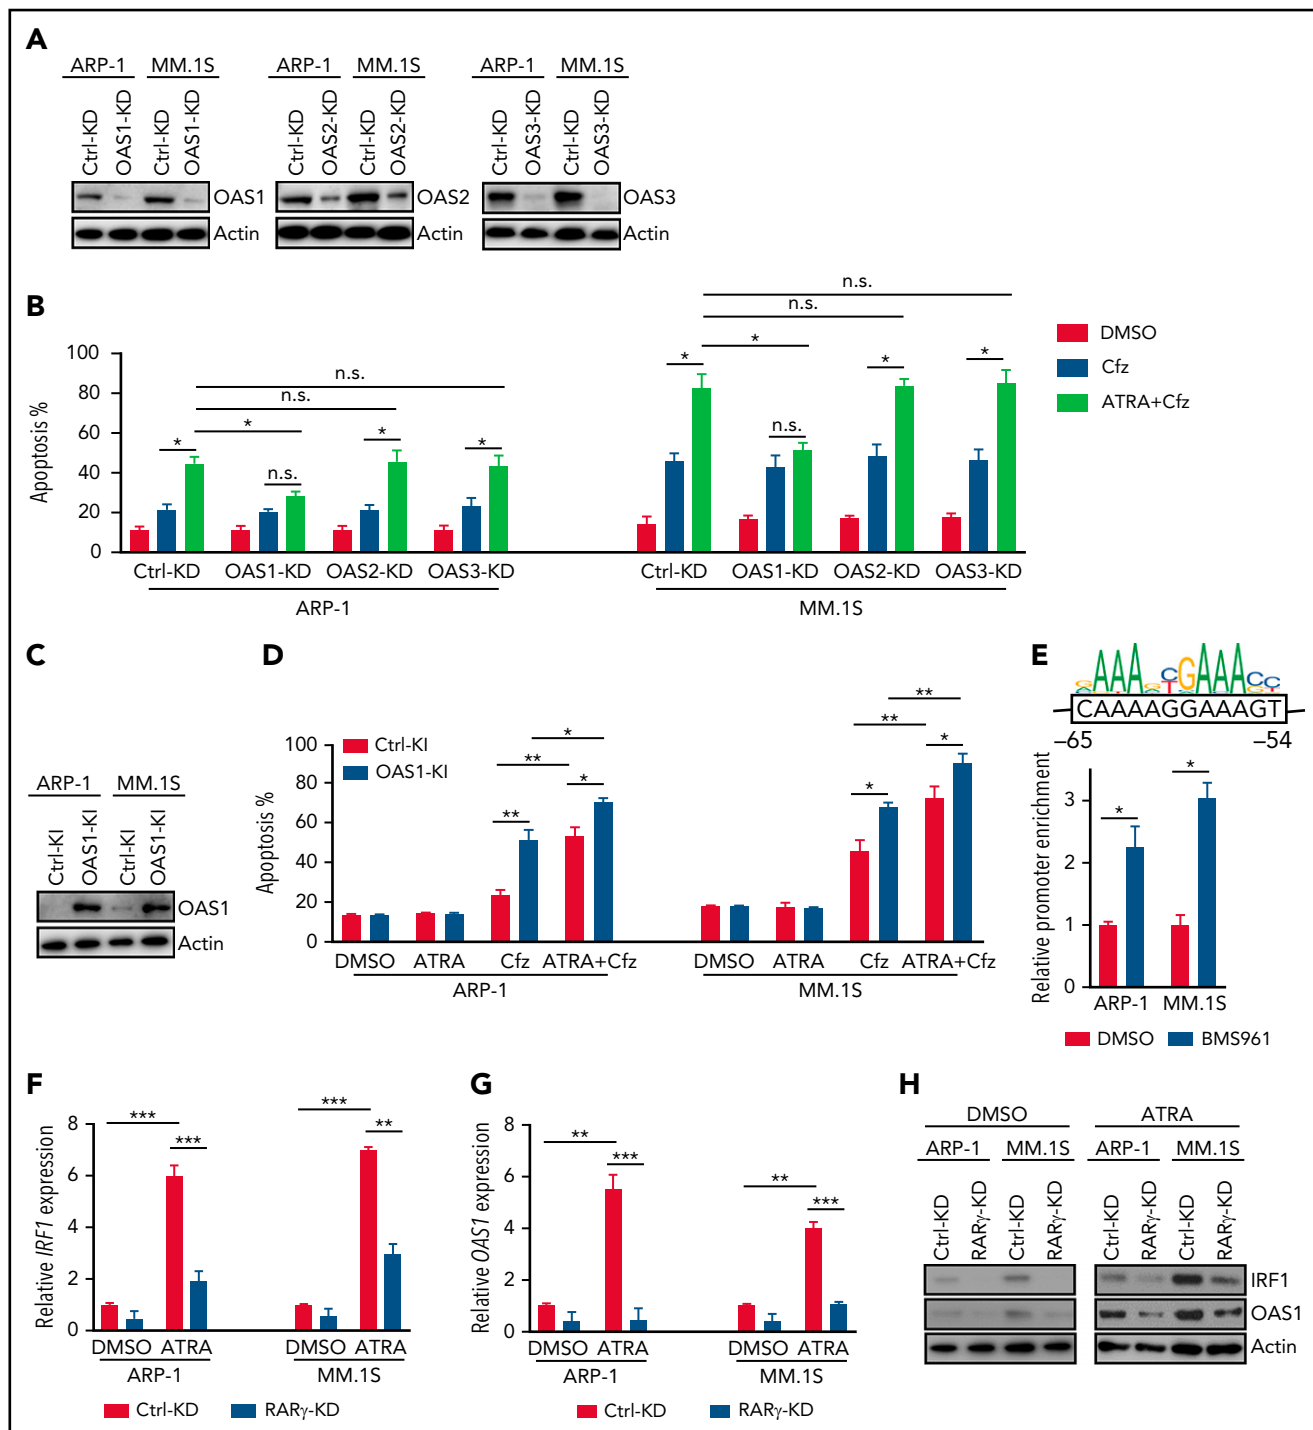 A
ARP-1 MM.1S ARP-1 MM.1S ARP-1 MM.1S
Ctrl-KD OAS1-KD Ctrl-KD OAS1-KD Ctrl-KD OAS2-KD Ctrl-KD OAS2-KD Ctrl-KD OAS3-KD Ctrl-KD OAS3-KD
OAS1 OAS2 OAS3
Actin Actin Actin
B
n.s.
n.s.
*
n.s.
n.s.
*
* n.s. * *
* n.s. * *
DMSO
Cfz
ATRA+Cfz
Apoptosis %
100
80
60
40
20
0
Ctrl-KD OAS1-KD OAS2-KD OAS3-KD Ctrl-KD OAS1-KD OAS2-KD OAS3-KD
ARP-1 MM.1S
C
ARP-1 MM.1S
Ctrl-KI OAS1-KI Ctrl-KI OAS1-KI
OAS1
Actin
D
Ctrl-KI
OAS1-KI
Apoptosis %
100
80
60
40
20
0
** ** * *
* ** ** *
DMSO ATRA Cfz ATRA+Cfz DMSO ATRA Cfz ATRA+Cfz
ARP-1 MM.1S
E
GAAAGCGAAACC
T T
CAAAAGGAAAGT
–65 –54
Relative promoter enrichment
3
2
1
0
* *
ARP-1 MM.1S
DMSO BMS961
F
Relative IRF1 expression
8
6
4
2
0
*** ***
*** **
DMSO ATRA DMSO ATRA
ARP-1 MM.1S
Ctrl-KD RARγ-KD
G
Relative OAS1 expression
8
6
4
2
0
** ***
** ***
DMSO ATRA DMSO ATRA
ARP-1 MM.1S
Ctrl-KD RARγ-KD
H
DMSO ATRA
ARP-1 MM.1S ARP-1 MM.1S
Ctrl-KD RARγ-KD Ctrl-KD RARγ-KD Ctrl-KD RARγ-KD Ctrl-KD RARγ-KD
IRF1
OAS1
Actin